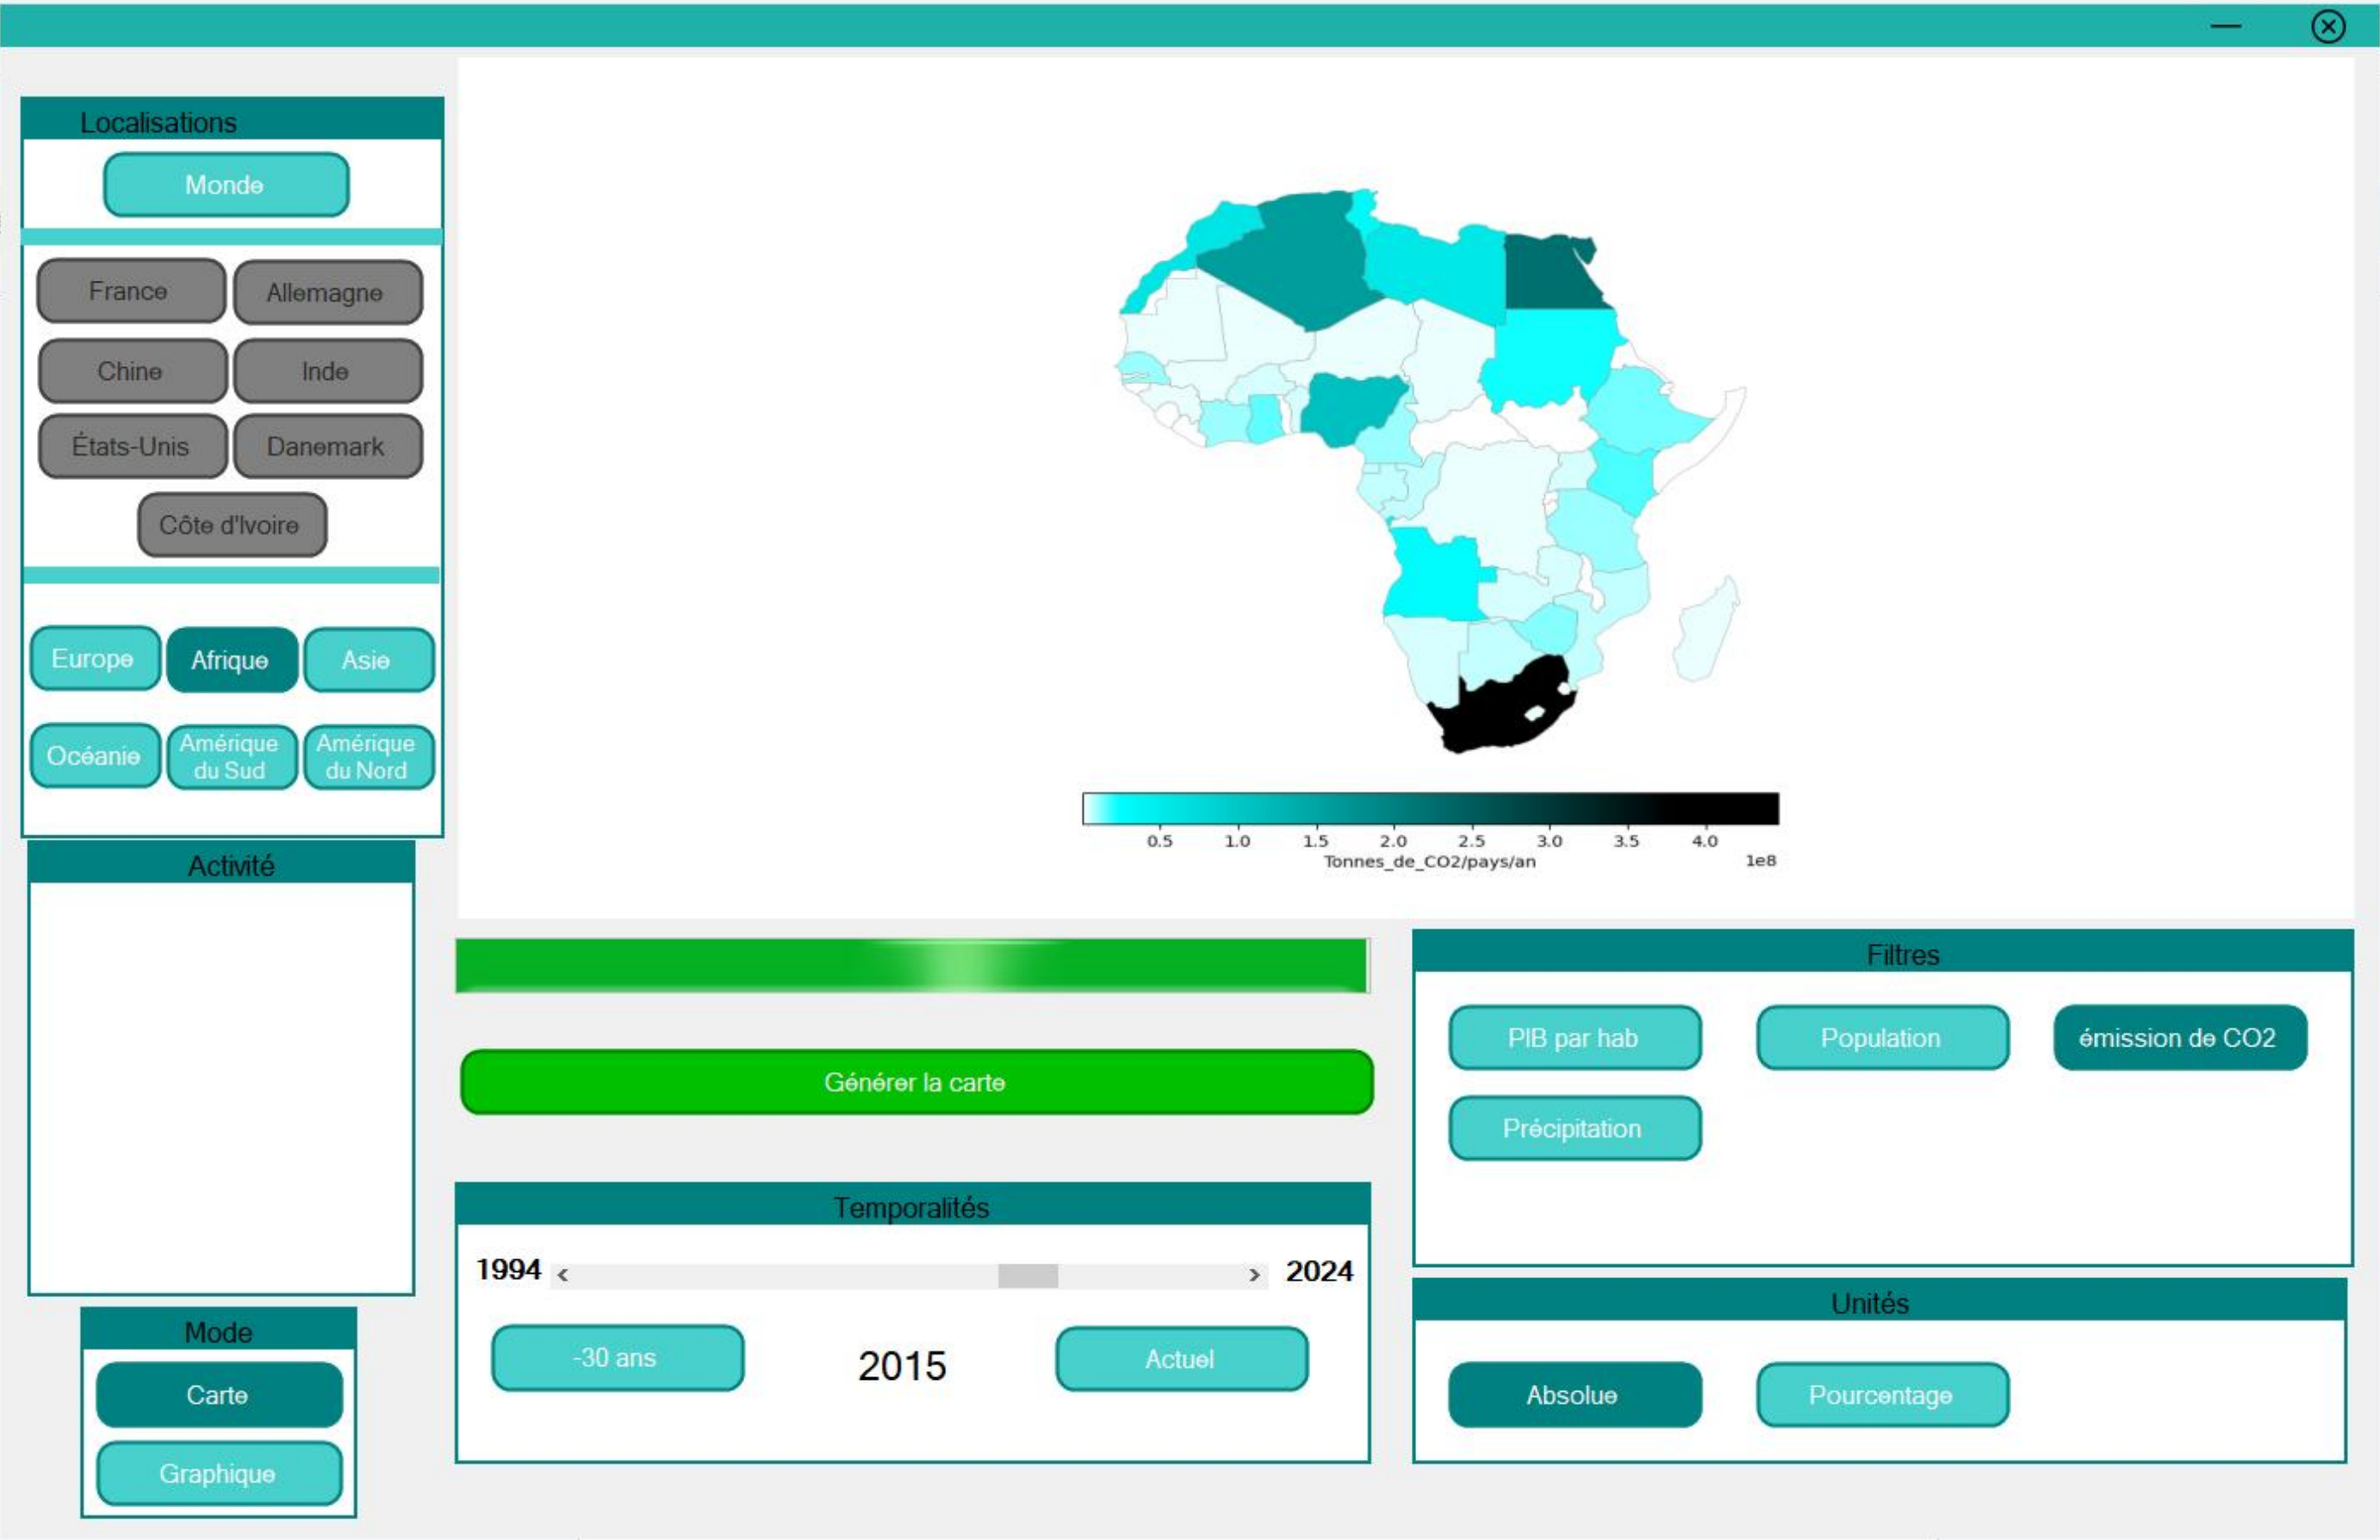 Localisations
Monde
France
Allemagne
Chine
Inde
États-Unis
Danemark
Côte d'Ivoire
Europe
Afrique
Asie
Océanie
Amérique
du Sud
Amérique
du Nord
Activité
Mode
Carte
Graphique
0.5 1.0 1.5 2.0 2.5 3.0 3.5 4.0
Tonnes_de_CO2/pays/an
1e8
Générer la carte
Temporalités
1994 < > 2024
-30 ans
2015
Actuel
Filtres
PIB par hab
Population
émission de CO2
Précipitation
Unités
Absolue
Pourcentage